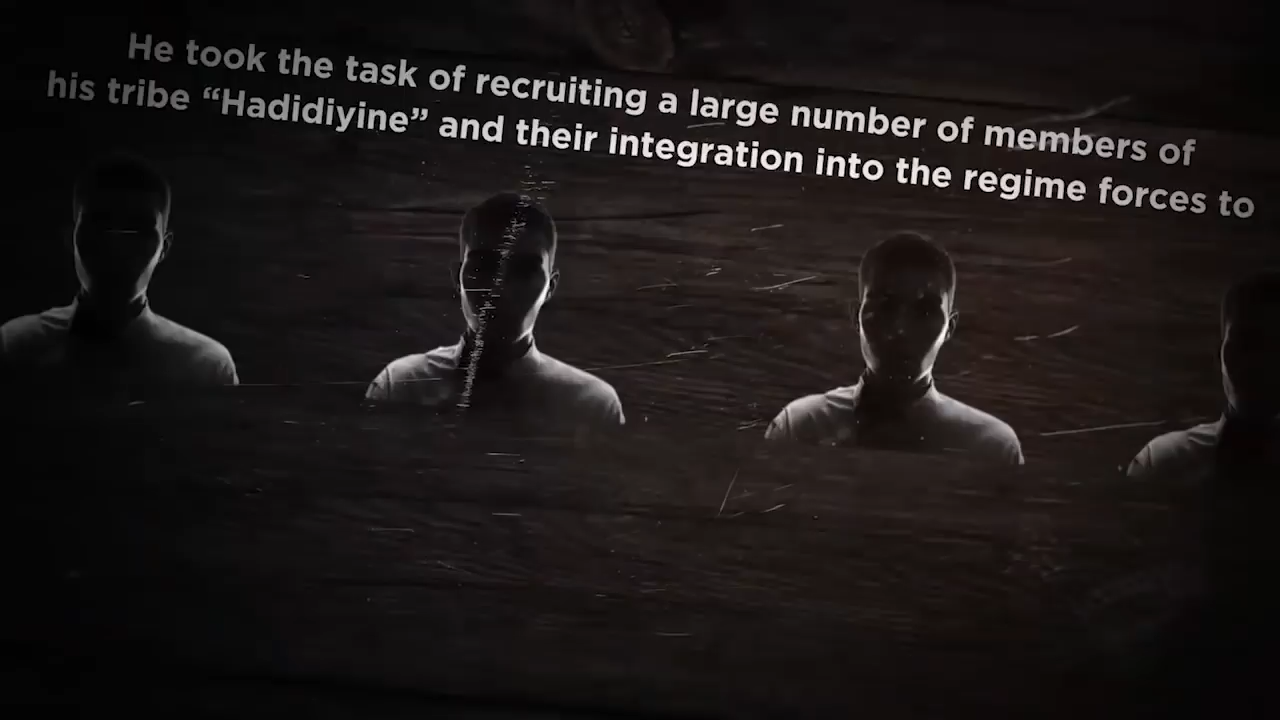 He took the task of recruiting a large number of members of
his tribe “Hadidiyine” and their integration into the regime forces to